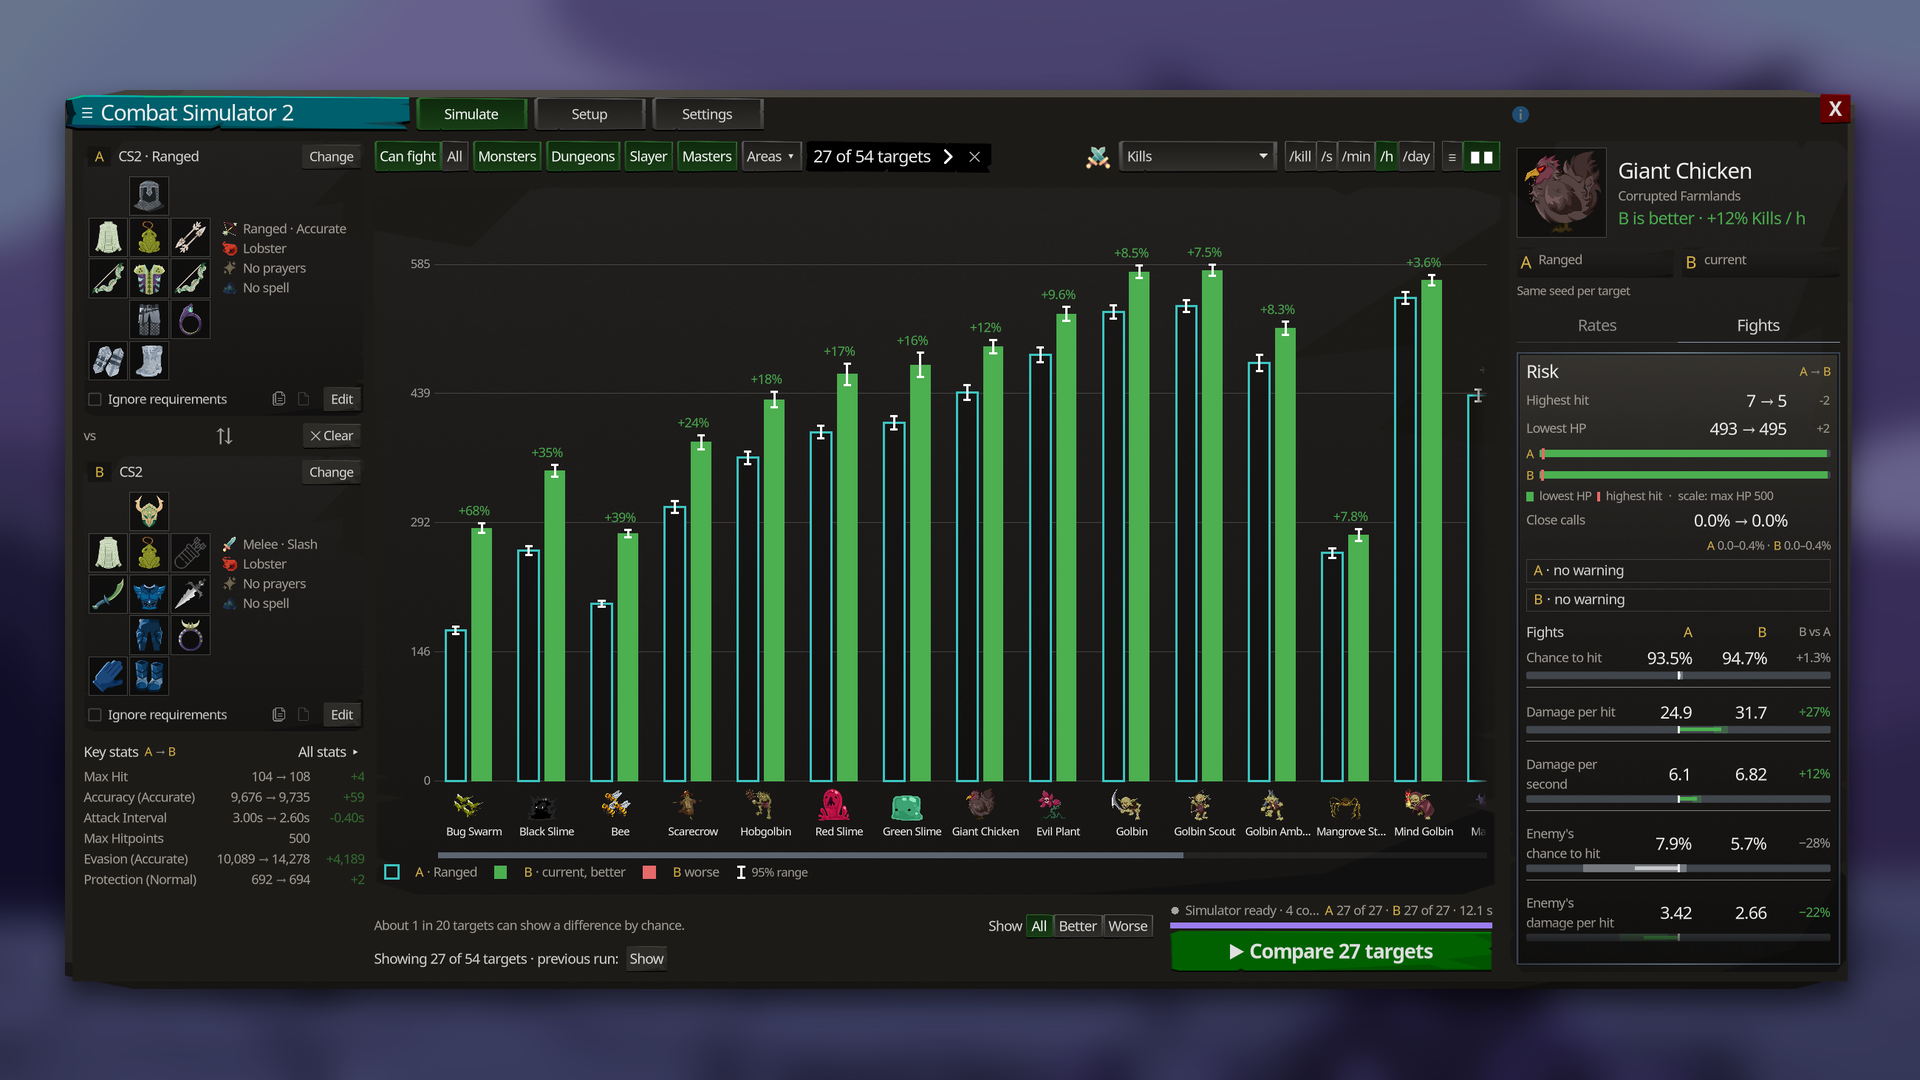 ☰ Combat Simulator 2
Simulate
Setup
Settings
i
X
A CS2 · Ranged
Change
Ranged · Accurate
Lobster
No prayers
No spell
Ignore requirements
Edit
vs
Clear
B CS2
Change
Melee · Slash
Lobster
No prayers
No spell
Ignore requirements
Edit
Key stats A → B
All stats ▸
Max Hit 104 → 108 +4
Accuracy (Accurate) 9,676 → 9,735 +59
Attack Interval 3.00s → 2.60s -0.40s
Max Hitpoints 500
Evasion (Accurate) 10,089 → 14,278 +4,189
Protection (Normal) 692 → 694 +2
Can fight All Monsters Dungeons Slayer Masters Areas ▾ 27 of 54 targets
Kills
/kill /s /min /h /day
585
439
292
146
0
+68%
+35%
+39%
+24%
+18%
+17%
+16%
+12%
+9.6%
+8.5%
+7.5%
+8.3%
+7.8%
+3.6%
Bug Swarm
Black Slime
Bee
Scarecrow
Hobgolbin
Red Slime
Green Slime
Giant Chicken
Evil Plant
Golbin
Golbin Scout
Golbin Amb...
Mangrove St...
Mind Golbin
Ma
A · Ranged
B · current, better
B worse
95% range
About 1 in 20 targets can show a difference by chance.
Show All Better Worse
Showing 27 of 54 targets · previous run: Show
Simulator ready · 4 co... A 27 of 27 · B 27 of 27 · 12.1 s
▶ Compare 27 targets
Giant Chicken
Corrupted Farmlands
B is better · +12% Kills / h
A Ranged
B current
Same seed per target
Rates
Fights
Risk A → B
Highest hit 7 → 5 -2
Lowest HP 493 → 495 +2
A
B
lowest HP highest hit · scale: max HP 500
Close calls 0.0% → 0.0%
A 0.0–0.4% · B 0.0–0.4%
A · no warning
B · no warning
Fights A B B vs A
Chance to hit 93.5% 94.7% +1.3%
Damage per hit 24.9 31.7 +27%
Damage per second 6.1 6.82 +12%
Enemy's chance to hit 7.9% 5.7% −28%
Enemy's damage per hit 3.42 2.66 −22%